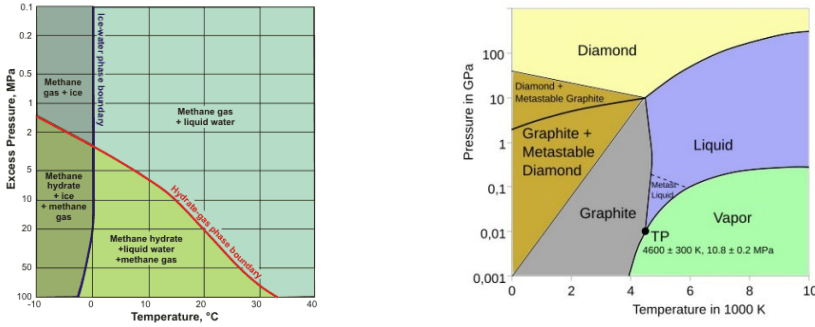 Excess Pressure, MPa
0.1
0.2
0.5
1
2
5
10
20
50
100
Ice-water phase boundary
Methane
gas + ice
Methane gas
+ liquid water
Methane
hydrate
+ ice
+ methane
gas
Hydrate-gas phase boundary
Methane hydrate
+liquid water
+methane gas
-10
0
10
20
30
40
Temperature, °C
Pressure in GPa
100
10
1
0,1
0,01
0,001
Diamond
Diamond +
Metastable Graphite
Graphite +
Metastable
Diamond
Liquid
Metast.
Liquid
Graphite
Vapor
TP
4600 ± 300 K, 10.8 ± 0.2 MPa
0
2
4
6
8
10
Temperature in 1000 K